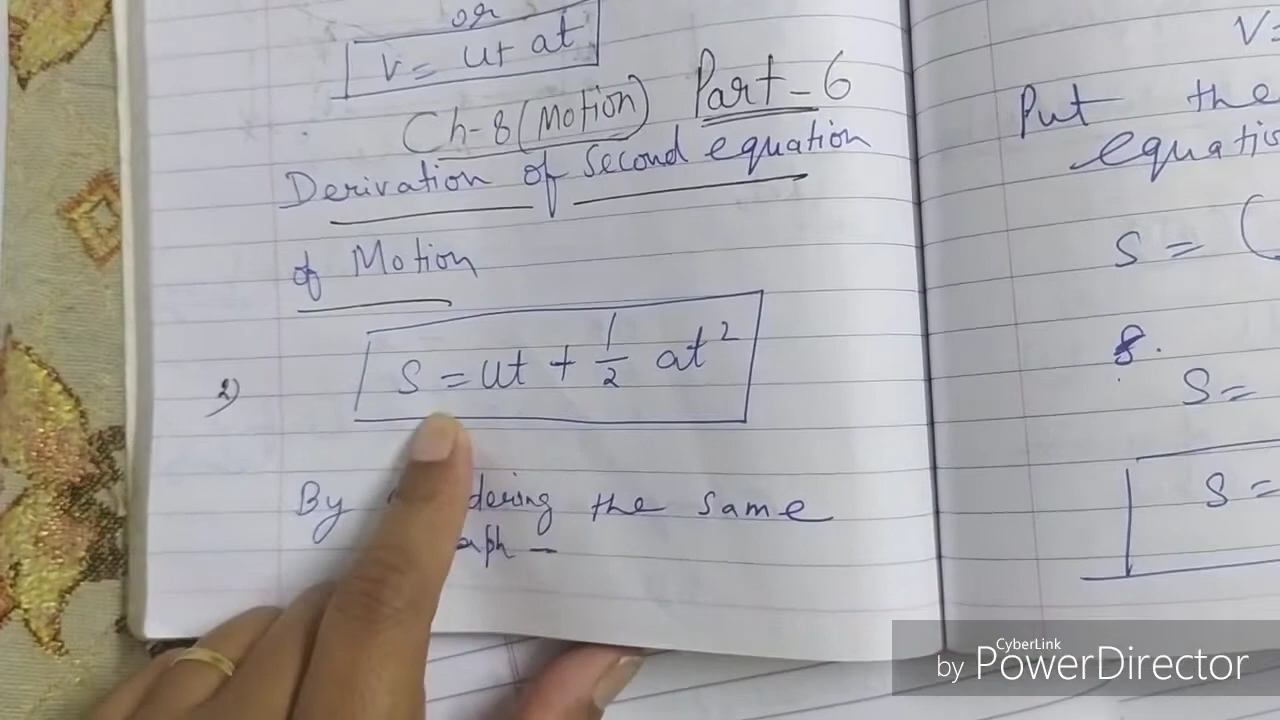 or
v = u+ at
Ch-8 (Motion) Part-6
Derivation of second equation
of Motion
2) S = ut + 1/2 at²
By the same
-
V=
Put the
S = (
S =
S =
CyberLink
by PowerDirector